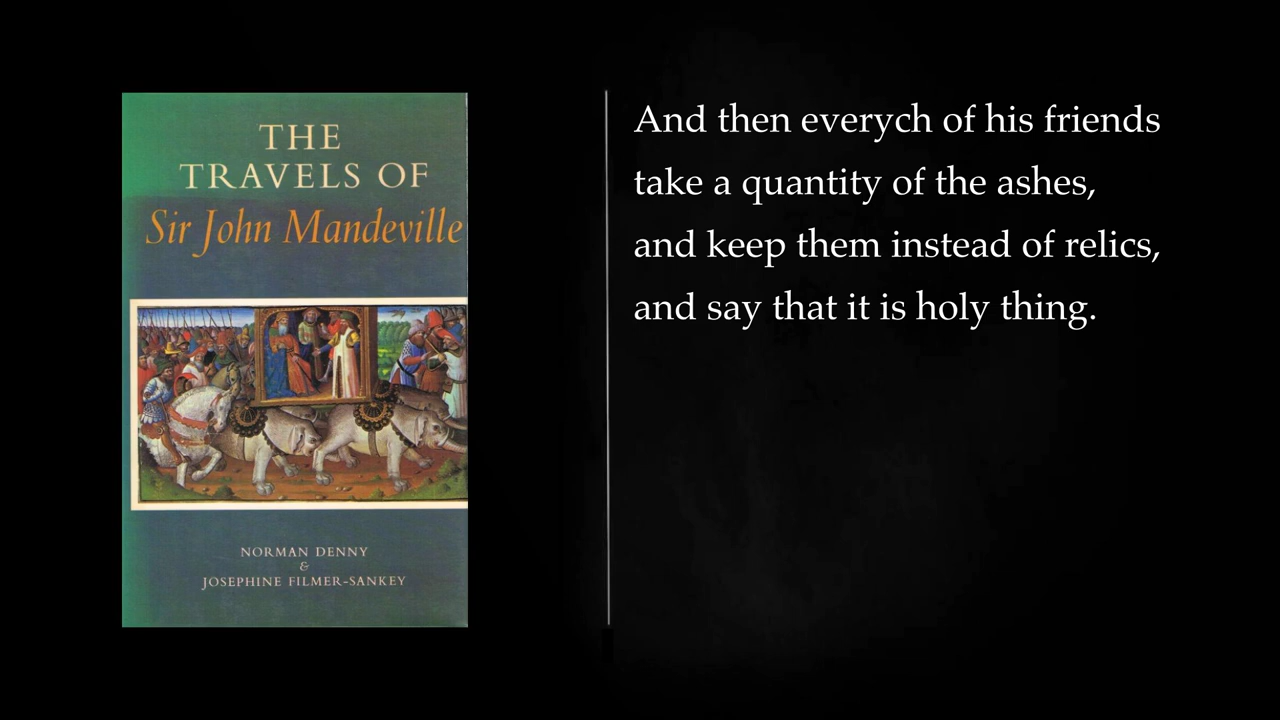 THE
TRAVELS OF
Sir John Mandeville
NORMAN DENNY
&
JOSEPHINE FILMER-SANKEY
And then everych of his friends
take a quantity of the ashes,
and keep them instead of relics,
and say that it is holy thing.